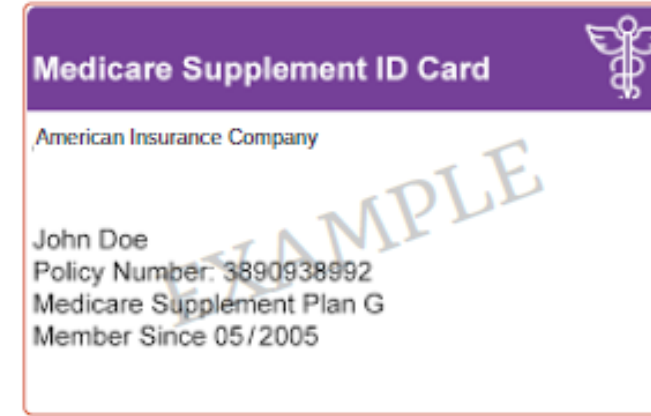 Medicare Supplement ID Card
American Insurance Company
EXAMPLE
John Doe
Policy Number: 3890938992
Medicare Supplement Plan G
Member Since 05/2005